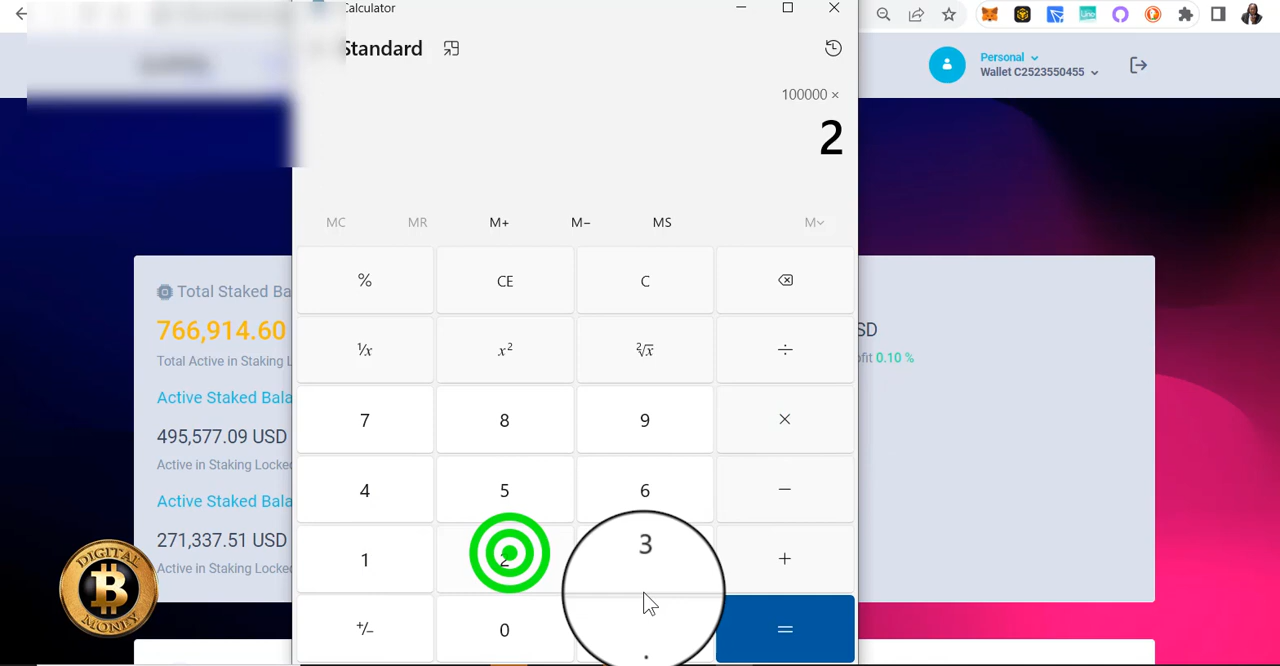 Calculator
Standard
Personal
Wallet C2523550455
100000 ×
2
MC MR M+ M− MS M
% CE C
¹/x x² ²√x ÷
7 8 9 ×
4 5 6 −
1 2 3 +
+/− 0 . =
Total Staked Ba
766,914.60
Total Active in Staking L
Active Staked Bala
495,577.09 USD
Active in Staking Locked
Active Staked Bala
271,337.51 USD
Active in Staking Locked
SD
ofit 0.10 %
DIGITAL
B
MONEY